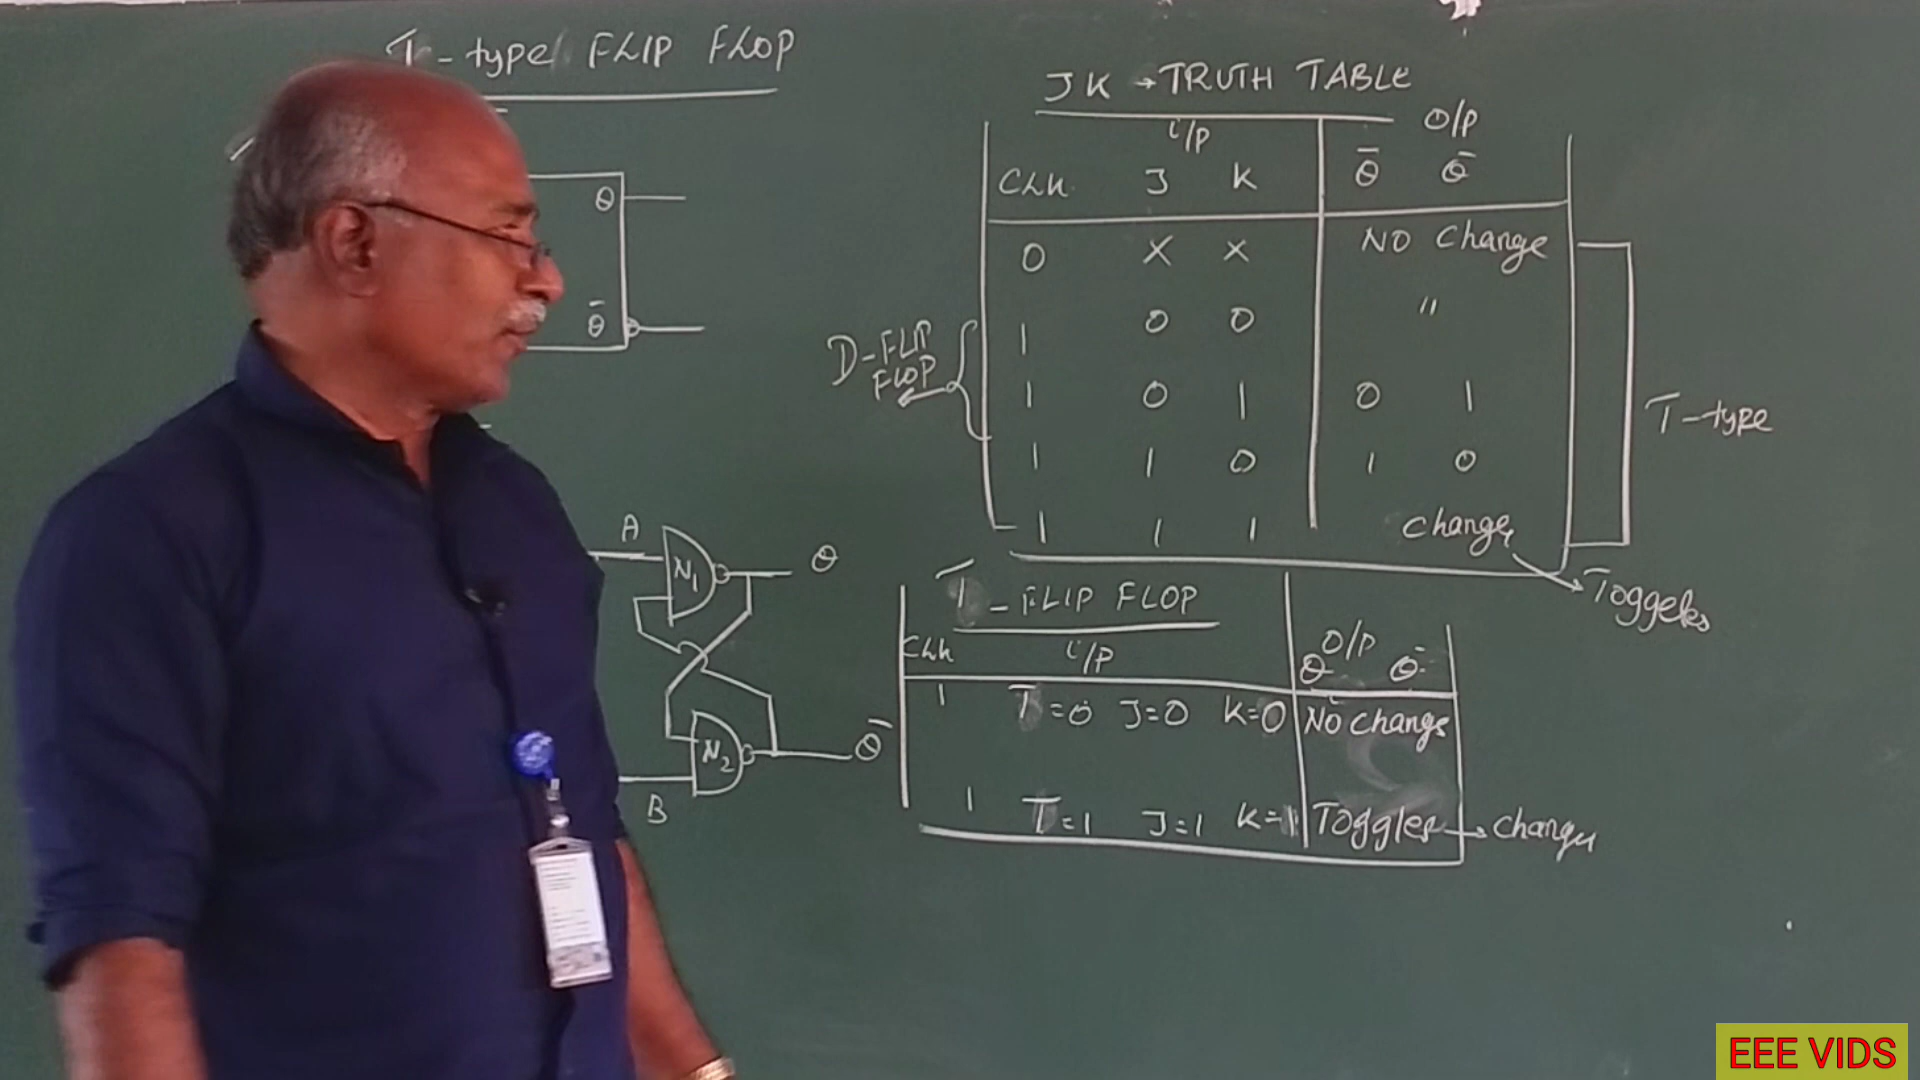 T - type FLIP FLOP
Q
Q̄
A
N1
Q
N2
Q̄
B
JK → TRUTH TABLE
i/p
O/P
CLK J K Q̄ Q̄
0 X X NO Change
1 0 0 "
1 0 1 0 1
1 1 0 1 0
1 1 1 Change
D-FLIP
FLOP
T-type
Toggeles
T - FLIP FLOP
CLK i/P O/P
Q Q̄
1 T=0 J=0 K=0 No Change
1 T=1 J=1 K=1 Toggles → Change
EEE VIDS